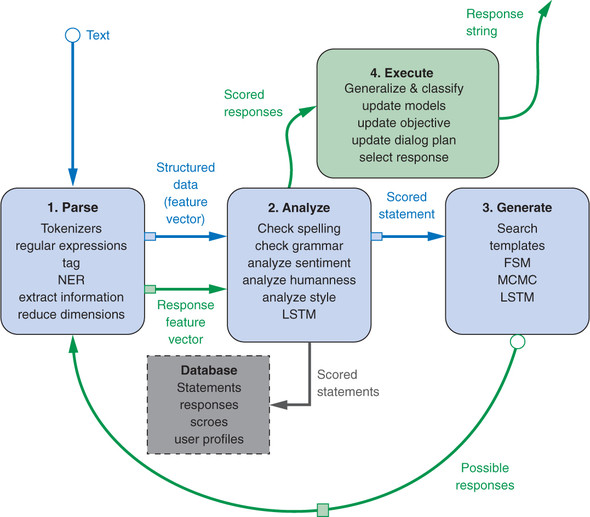 Text
Response
string
4. Execute
Generalize & classify
update models
update objective
update dialog plan
select response
Scored
responses
Structured
data
(feature
vector)
Scored
statement
1. Parse
Tokenizers
regular expressions
tag
NER
extract information
reduce dimensions
2. Analyze
Check spelling
check grammar
analyze sentiment
analyze humanness
analyze style
LSTM
3. Generate
Search
templates
FSM
MCMC
LSTM
Response
feature
vector
Database
Statements
responses
scroes
user profiles
Scored
statements
Possible
responses